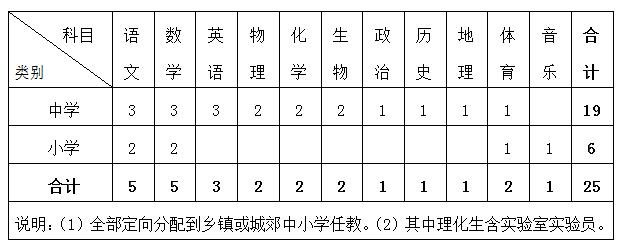 科目 语文 数学 英语 物理 化学 生物 政治 历史 地理 体育 音乐 合计
类别
中学 3 3 3 2 2 2 1 1 1 1 19
小学 2 2 1 1 6
合计 5 5 3 2 2 2 1 1 1 2 1 25
说明：（1）全部定向分配到乡镇或城郊中小学任教。（2）其中理化生含实验室实验员。